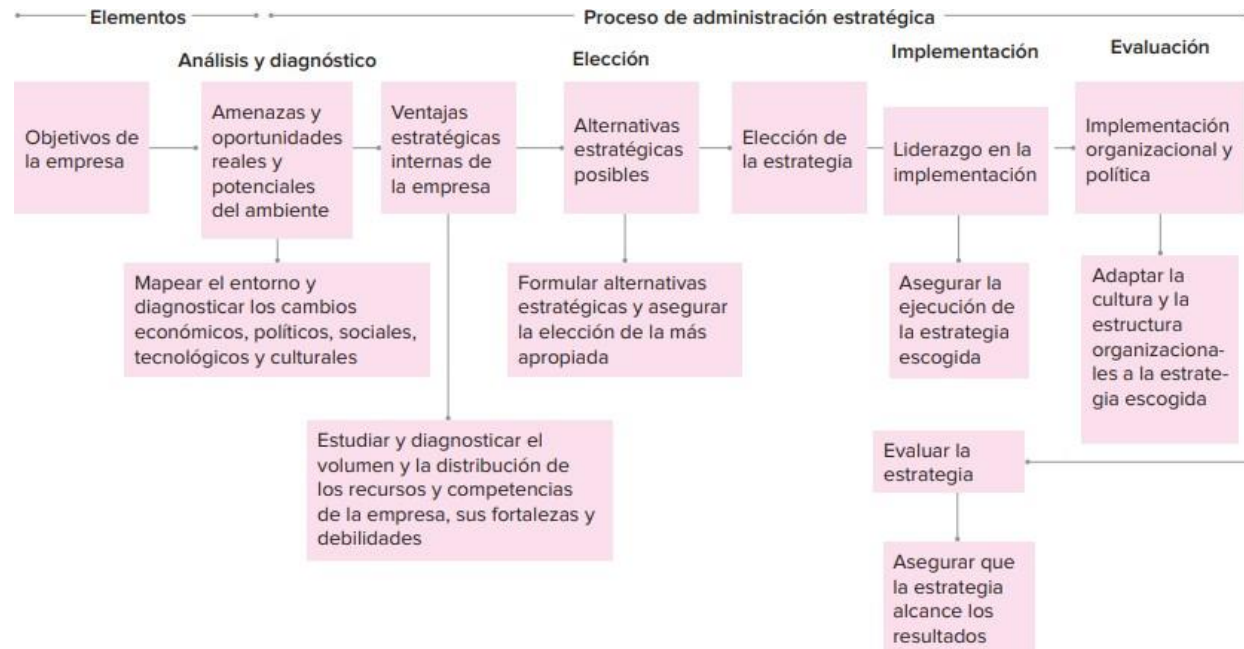 Elementos
Proceso de administración estratégica
Análisis y diagnóstico
Elección
Implementación
Evaluación
Objetivos de
la empresa
Amenazas y
oportunidades
reales y
potenciales
del ambiente
Ventajas
estratégicas
internas de
la empresa
Alternativas
estratégicas
posibles
Elección de
la estrategia
Liderazgo en la
implementación
Implementación
organizacional y
política
Mapear el entorno y
diagnosticar los cambios
económicos, políticos, sociales,
tecnológicos y culturales
Formular alternativas
estratégicas y asegurar
la elección de la más
apropiada
Asegurar la
ejecución de
la estrategia
escogida
Adaptar la
cultura y la
estructura
organizaciona-
les a la estrate-
gia escogida
Estudiar y diagnosticar el
volumen y la distribución de
los recursos y competencias
de la empresa, sus fortalezas y
debilidades
Evaluar la
estrategia
Asegurar que
la estrategia
alcance los
resultados